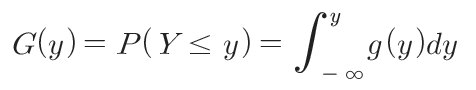 G(y) = P(Y ≤ y) = ∫_{-∞}^{y} g(y)dy